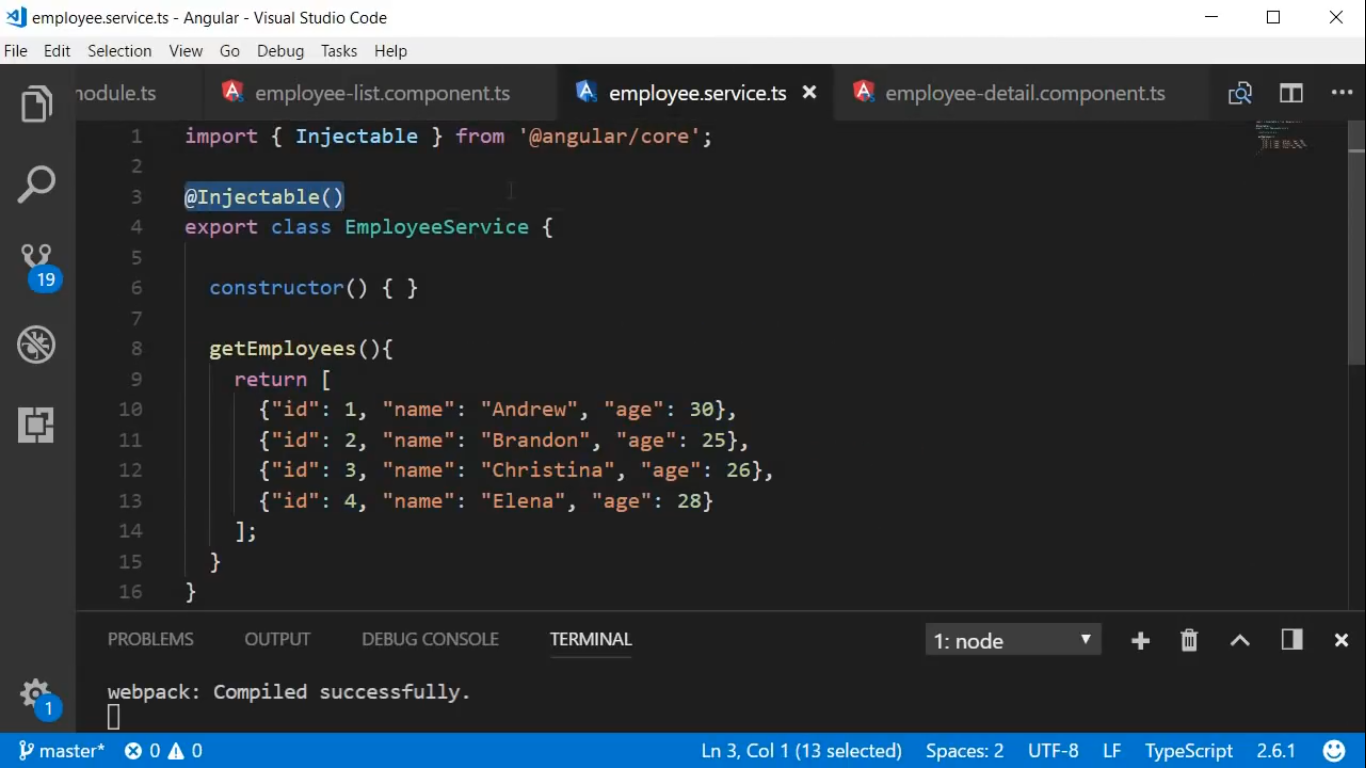 employee.service.ts - Angular - Visual Studio Code
File Edit Selection View Go Debug Tasks Help
nodule.ts employee-list.component.ts employee.service.ts employee-detail.component.ts
1 import { Injectable } from '@angular/core';
2
3 @Injectable()
4 export class EmployeeService {
5
6 constructor() { }
7
8 getEmployees(){
9 return [
10 {"id": 1, "name": "Andrew", "age": 30},
11 {"id": 2, "name": "Brandon", "age": 25},
12 {"id": 3, "name": "Christina", "age": 26},
13 {"id": 4, "name": "Elena", "age": 28}
14 ];
15 }
16 }
19
PROBLEMS OUTPUT DEBUG CONSOLE TERMINAL 1: node
webpack: Compiled successfully.
1
master* 0 0 Ln 3, Col 1 (13 selected) Spaces: 2 UTF-8 LF TypeScript 2.6.1